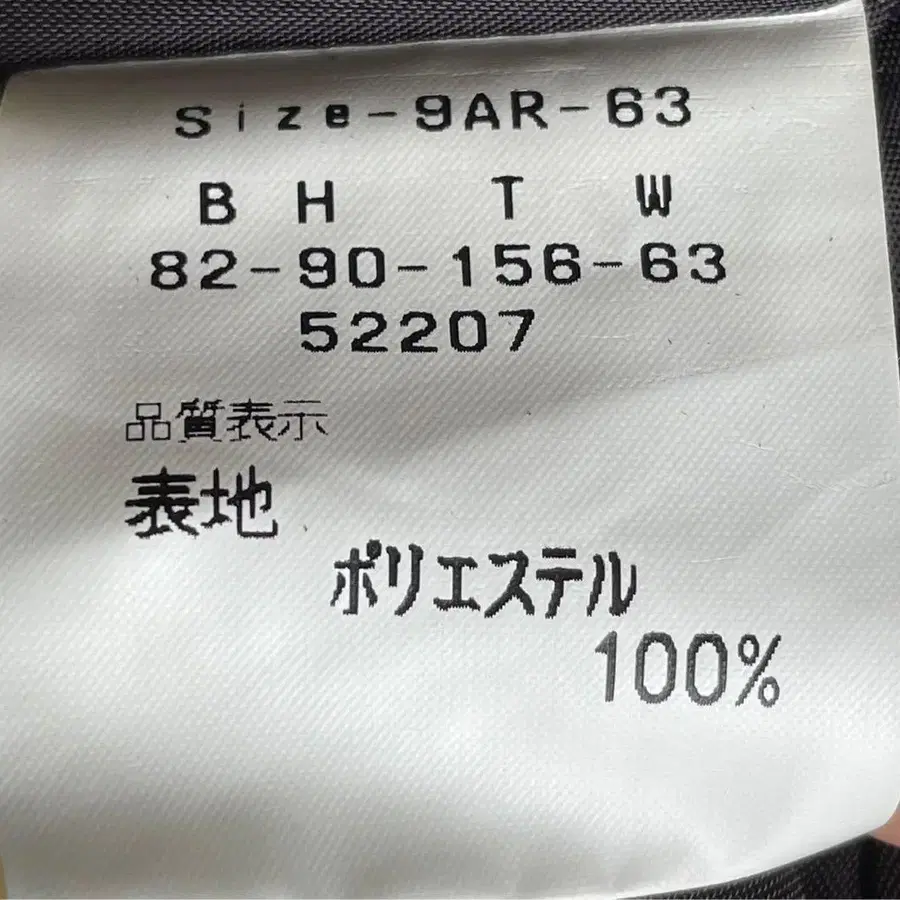 Size-9AR-63
B H T W
82-90-156-63
52207
品質表示
表地
ポリエステル
100%